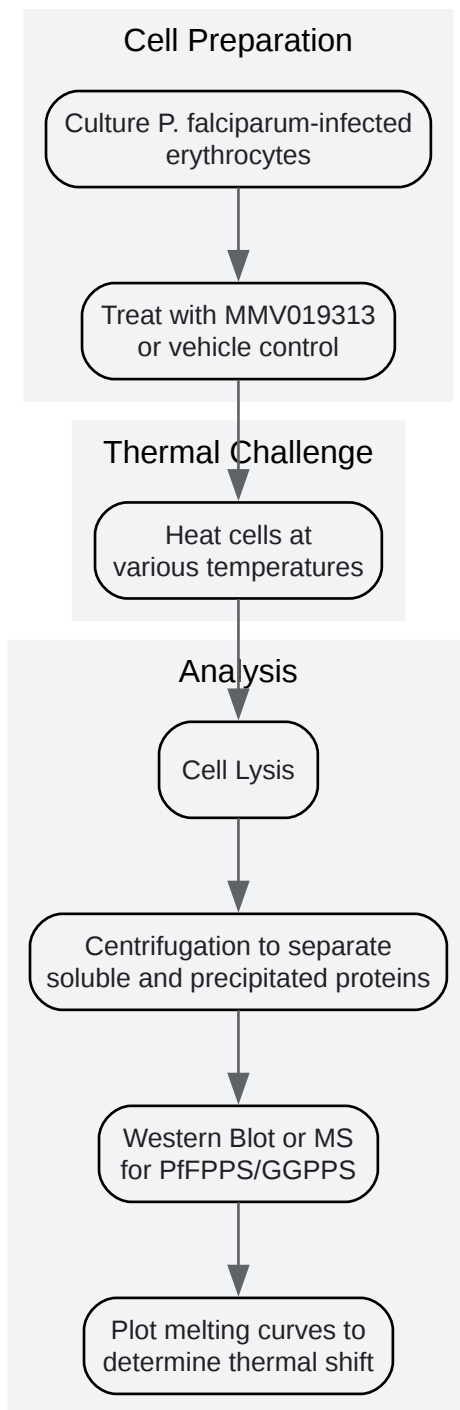 Cell Preparation
Culture P. falciparum-infected
erythrocytes
Treat with MMV019313
or vehicle control
Thermal Challenge
Heat cells at
various temperatures
Analysis
Cell Lysis
Centrifugation to separate
soluble and precipitated proteins
Western Blot or MS
for PfFPPS/GGPPS
Plot melting curves to
determine thermal shift